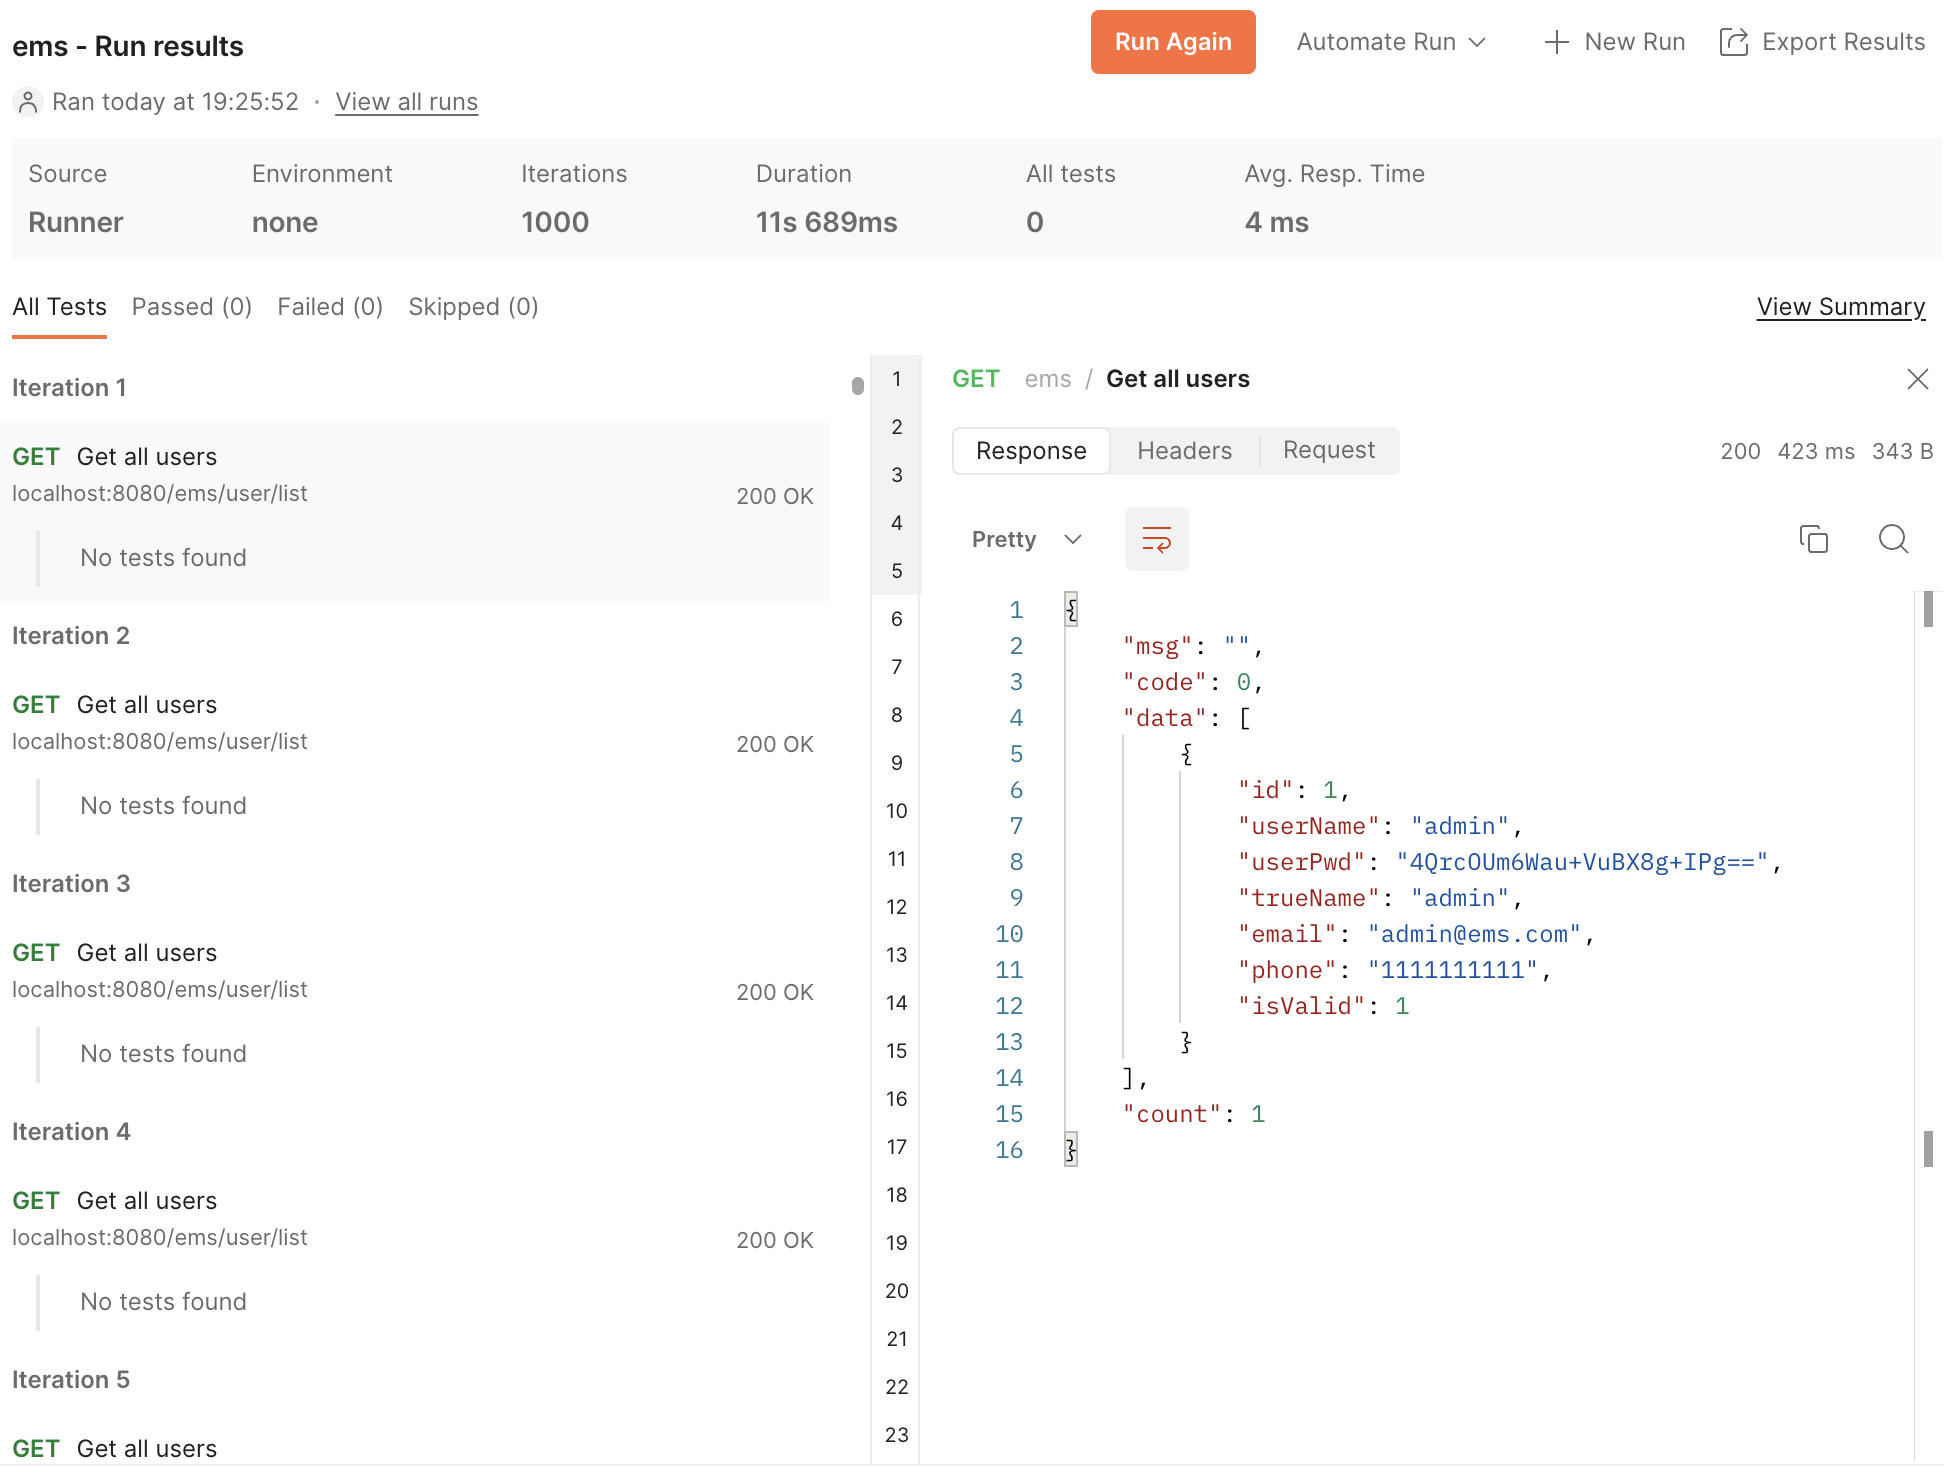 ems - Run results
Run Again
Automate Run
New Run
Export Results
Ran today at 19:25:52 · View all runs
Source Environment Iterations Duration All tests Avg. Resp. Time
Runner none 1000 11s 689ms 0 4 ms
All Tests Passed (0) Failed (0) Skipped (0)
View Summary
Iteration 1
GET Get all users
localhost:8080/ems/user/list
200 OK
No tests found
Iteration 2
GET Get all users
localhost:8080/ems/user/list
200 OK
No tests found
Iteration 3
GET Get all users
localhost:8080/ems/user/list
200 OK
No tests found
Iteration 4
GET Get all users
localhost:8080/ems/user/list
200 OK
No tests found
Iteration 5
GET Get all users
1
2
3
4
5
6
7
8
9
10
11
12
13
14
15
16
17
18
19
20
21
22
23
GET ems / Get all users
Response Headers Request
200 423 ms 343 B
Pretty
1 {
2 "msg": "",
3 "code": 0,
4 "data": [
5 {
6 "id": 1,
7 "userName": "admin",
8 "userPwd": "4QrcOUm6Wau+VuBX8g+IPg==",
9 "trueName": "admin",
10 "email": "admin@ems.com",
11 "phone": "1111111111",
12 "isValid": 1
13 }
14 ],
15 "count": 1
16 }